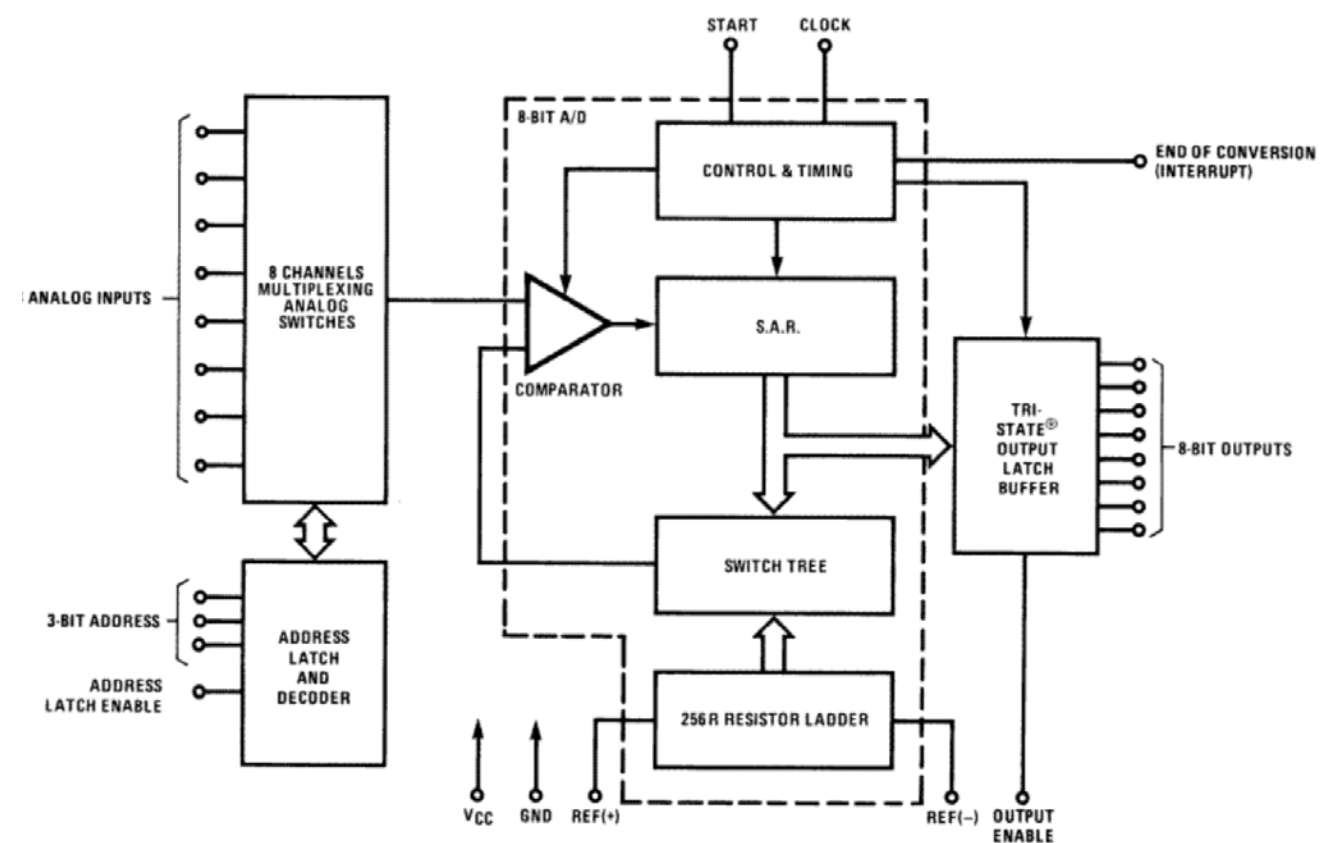 START
CLOCK
8-BIT A/D
CONTROL & TIMING
END OF CONVERSION
(INTERRUPT)
8 CHANNELS
MULTIPLEXING
ANALOG
SWITCHES
ANALOG INPUTS
S.A.R.
COMPARATOR
TRI-
STATE®
OUTPUT
LATCH
BUFFER
8-BIT OUTPUTS
SWITCH TREE
3-BIT ADDRESS
ADDRESS
LATCH ENABLE
ADDRESS
LATCH
AND
DECODER
256R RESISTOR LADDER
VCC
GND
REF(+)
REF(−)
OUTPUT
ENABLE